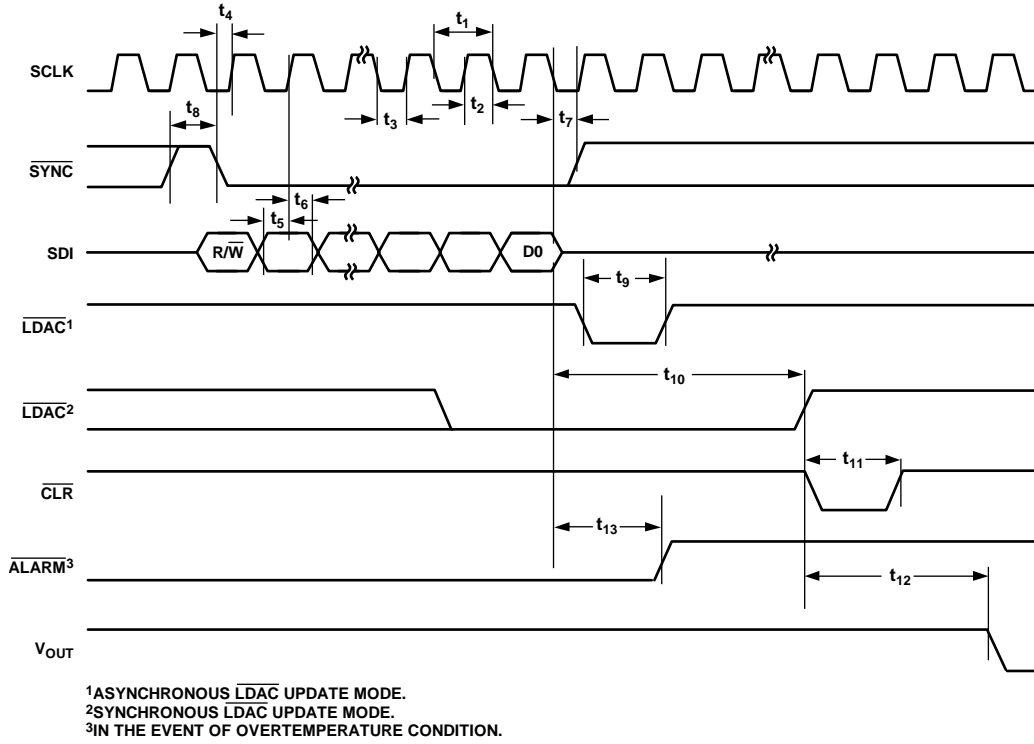 t4
t1
SCLK
t8
t3
t2
t7
SYNC
t6
t5
SDI
R/W
D0
t9
LDAC1
t10
LDAC2
t11
CLR
t13
ALARM3
t12
VOUT
1ASYNCHRONOUS LDAC UPDATE MODE.
2SYNCHRONOUS LDAC UPDATE MODE.
3IN THE EVENT OF OVERTEMPERATURE CONDITION.